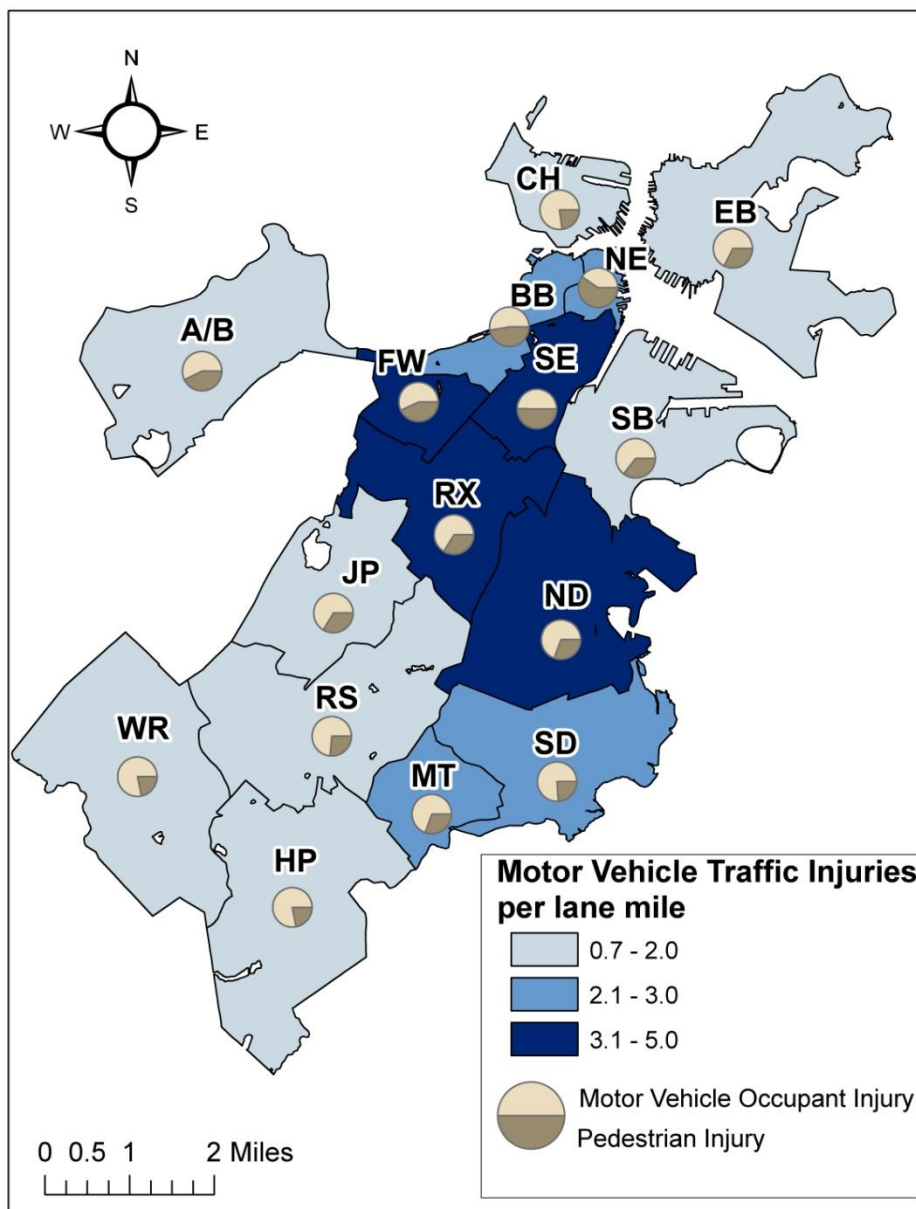 N
W E
S
CH
EB
NE
BB
A/B
SE
FW
SB
RX
JP
ND
RS
WR
SD
MT
HP
Motor Vehicle Traffic Injuries
per lane mile
0.7 - 2.0
2.1 - 3.0
3.1 - 5.0
Motor Vehicle Occupant Injury
Pedestrian Injury
0 0.5 1 2 Miles